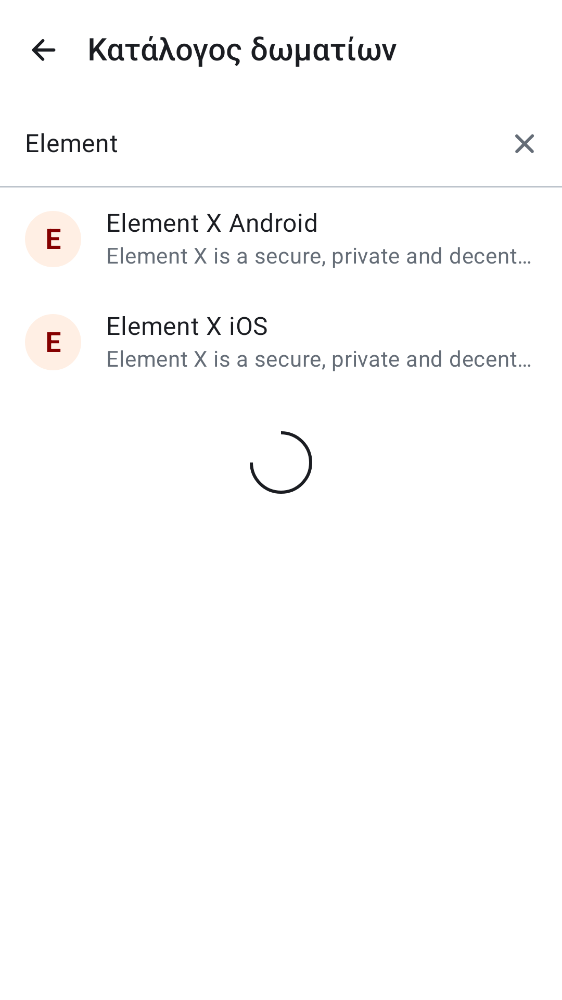 Κατάλογος δωματίων
Element
E
Element X Android
Element X is a secure, private and decent…
E
Element X iOS
Element X is a secure, private and decent…